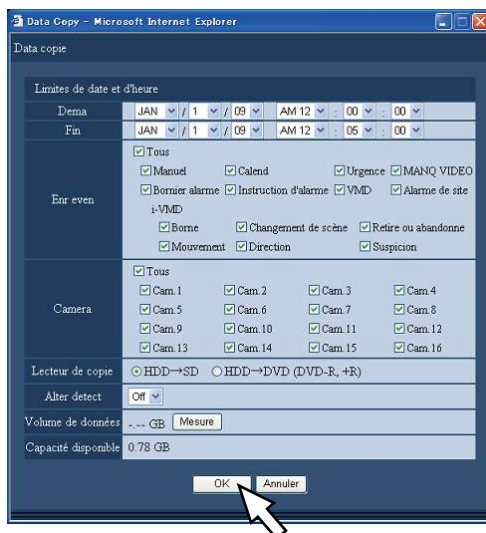 Data Copy - Microsoft Internet Explorer
Data copie
Limites de date et d'heure
Dema JAN / 1 / 09 AM 12 : 00 : 00
Fin JAN / 1 / 09 AM 12 : 05 : 00
Tous
Manuel Calend Urgence MANQ VIDEO
Enr even Bornier alarme Instruction d'alarme VMD Alarme de site
i-VMD
Borne Changement de scène Retire ou abandonne
Mouvement Direction Suspicion
Tous
Cam.1 Cam.2 Cam.3 Cam.4
Camera Cam.5 Cam.6 Cam.7 Cam.8
Cam.9 Cam.10 Cam.11 Cam.12
Cam.13 Cam.14 Cam.15 Cam.16
Lecteur de copie HDD→SD HDD→DVD (DVD-R, +R)
Alter detect Off
Volume de données -.-- GB Mesure
Capacité disponible 0.78 GB
OK Annuler